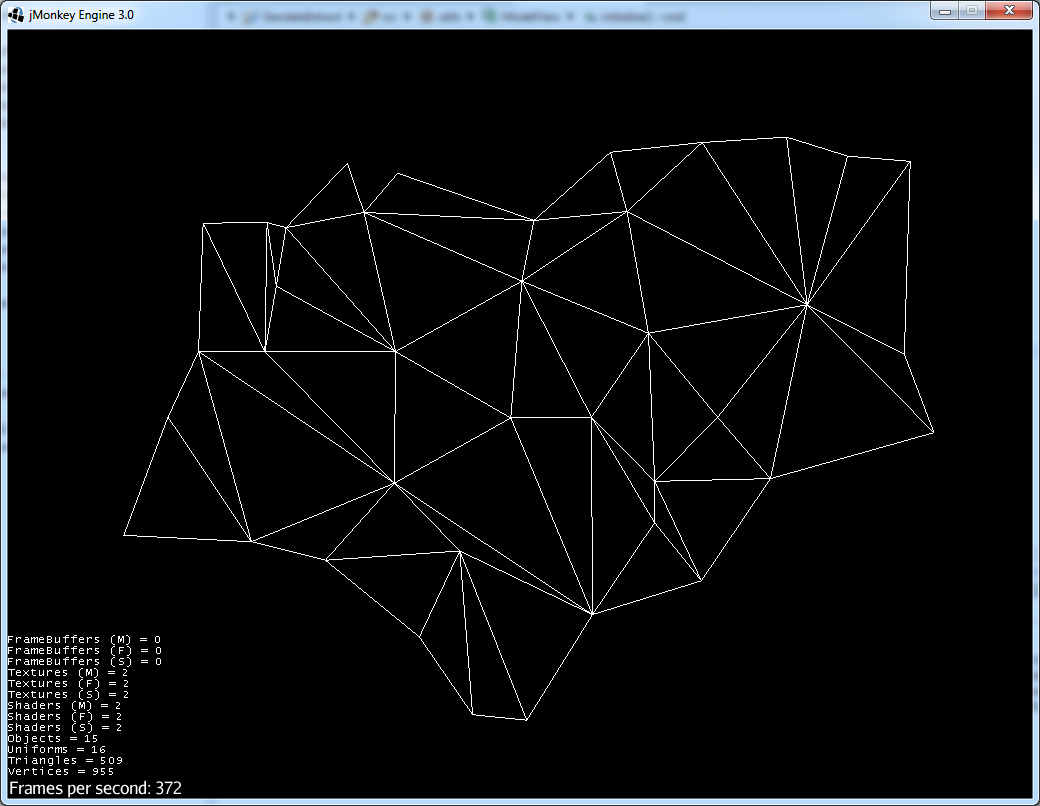 jMonkey Engine 3.0
FrameBuffers (M) = 0
FrameBuffers (F) = 0
FrameBuffers (S) = 0
Textures (M) = 2
Textures (F) = 2
Textures (S) = 2
Shaders (M) = 2
Shaders (F) = 2
Shaders (S) = 2
Objects = 15
Uniforms = 16
Triangles = 509
Vertices = 955
Frames per second: 372